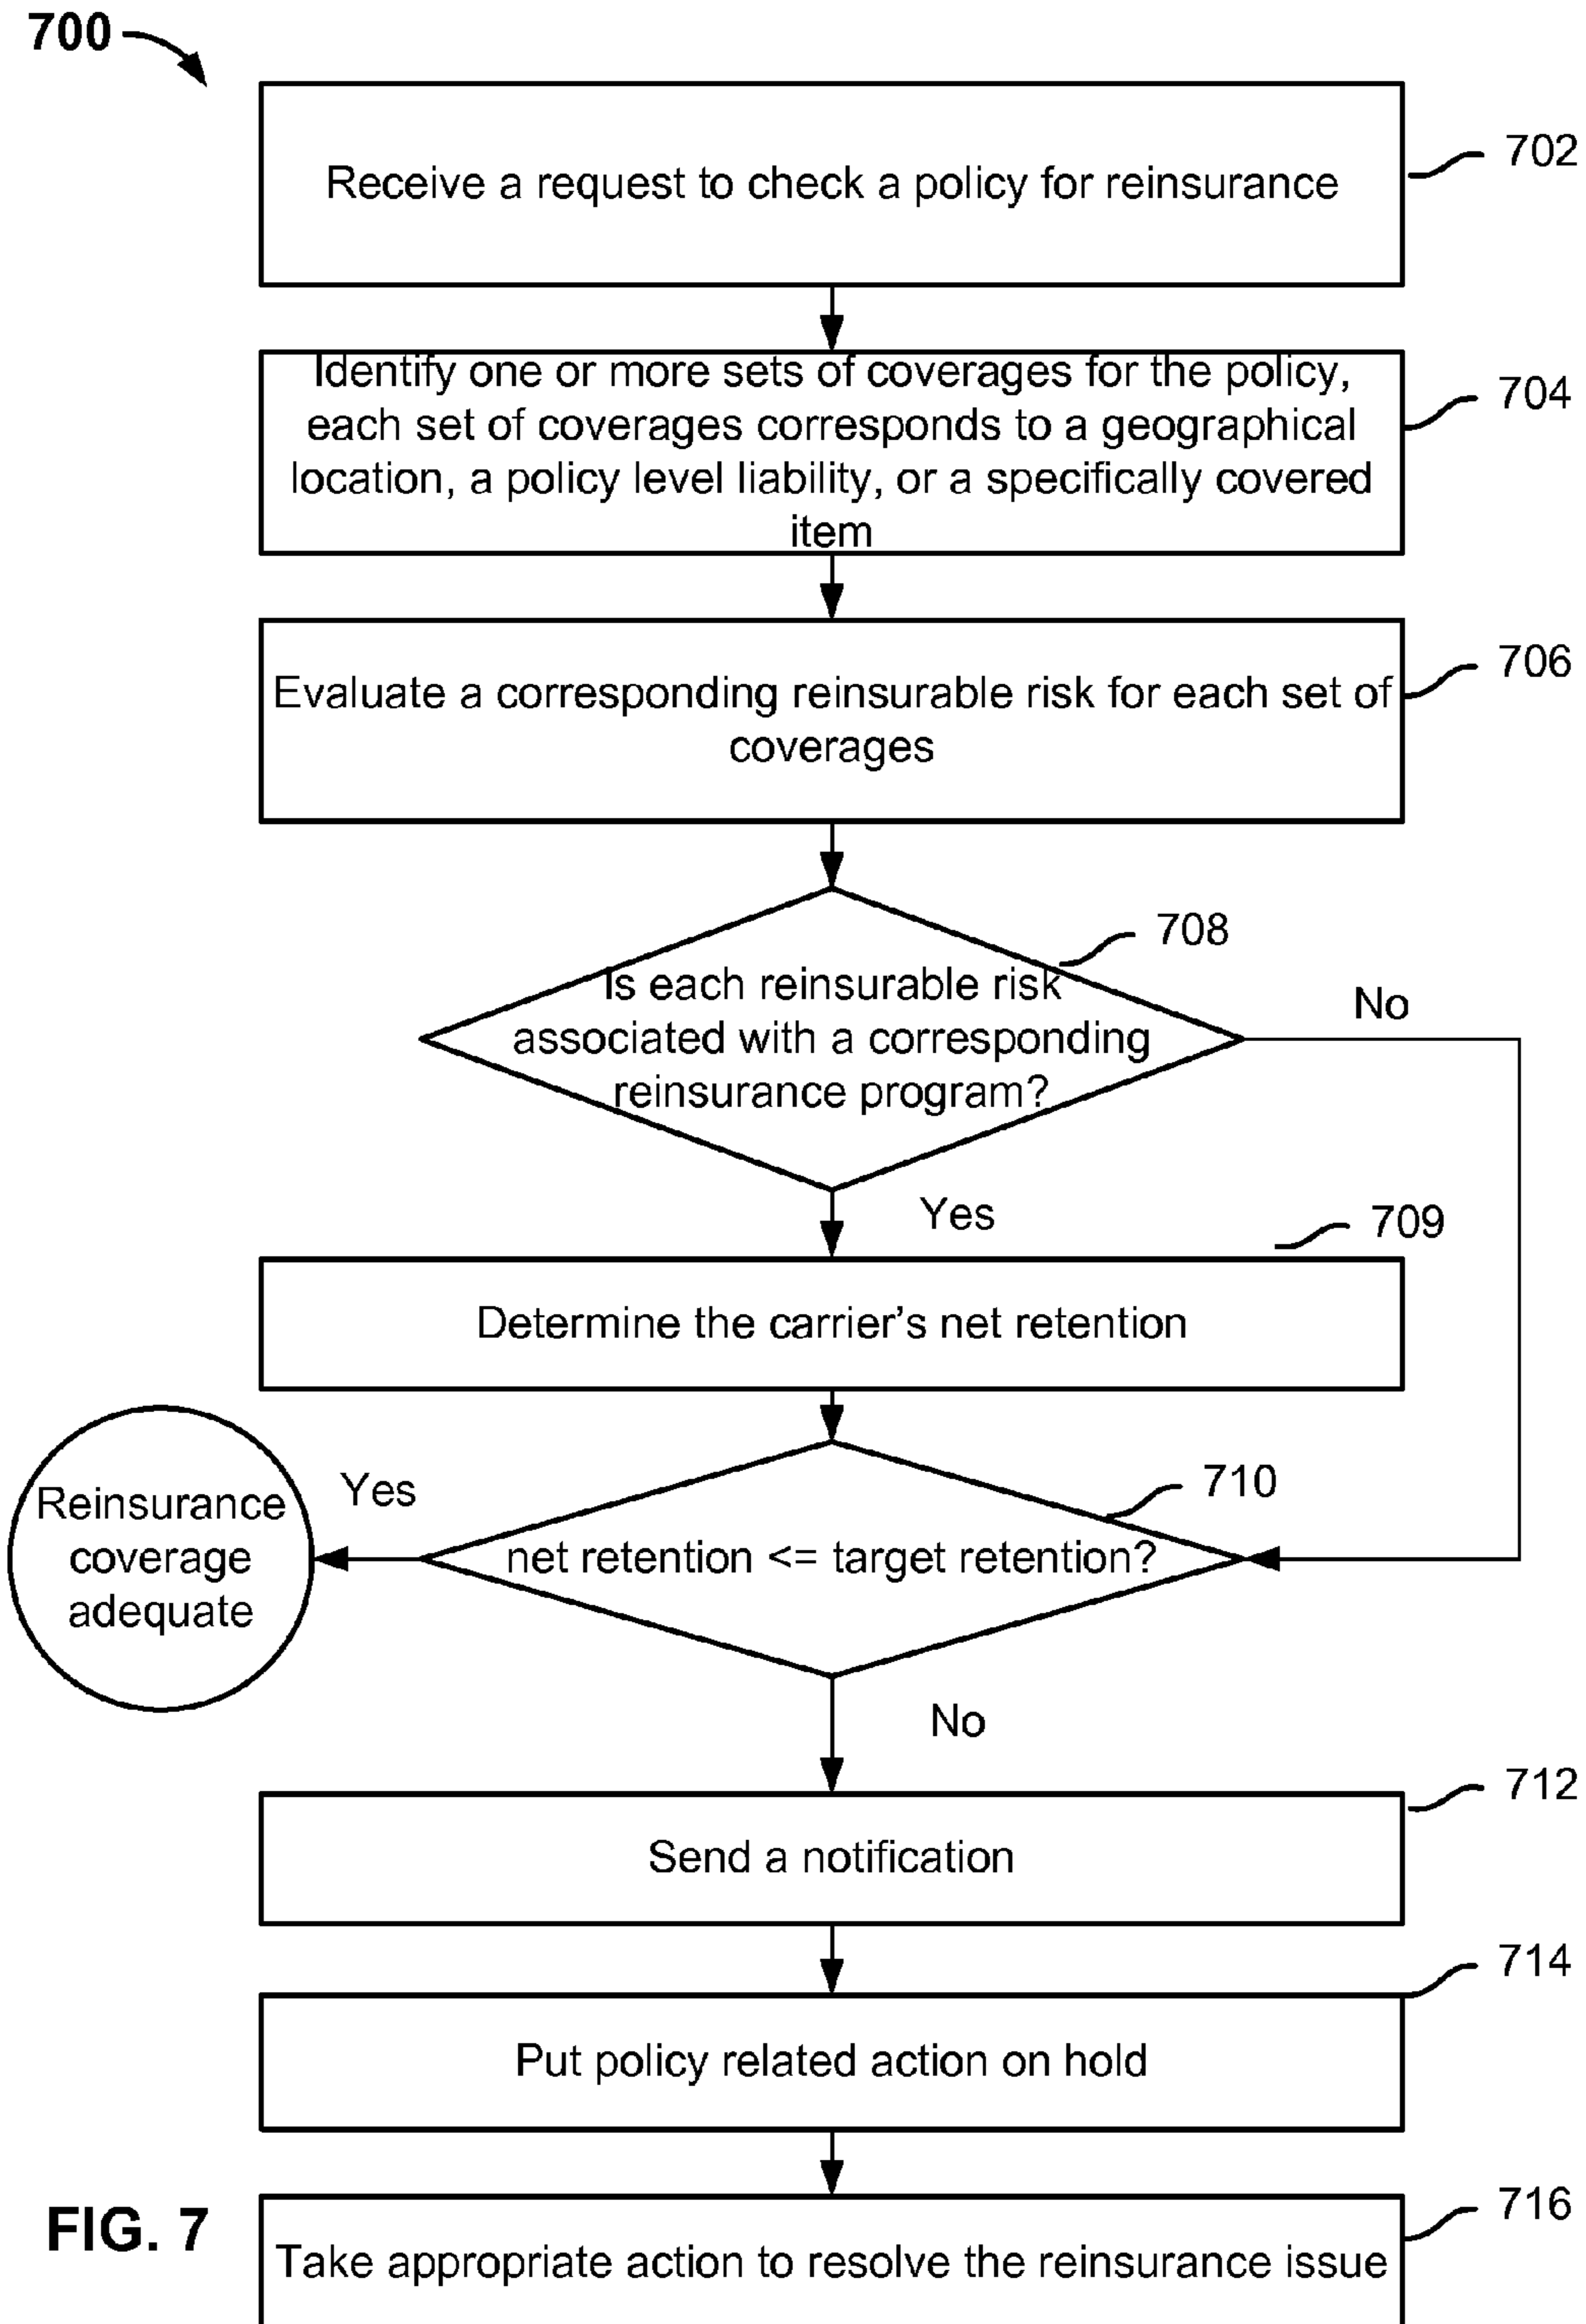 700
Receive a request to check a policy for reinsurance
702
Identify one or more sets of coverages for the policy,
each set of coverages corresponds to a geographical
location, a policy level liability, or a specifically covered
item
704
Evaluate a corresponding reinsurable risk for each set of
coverages
706
708
Is each reinsurable risk
associated with a corresponding
reinsurance program?
No
Yes
709
Determine the carrier's net retention
Reinsurance
coverage
adequate
Yes
710
net retention <= target retention?
No
712
Send a notification
714
Put policy related action on hold
716
Take appropriate action to resolve the reinsurance issue
FIG. 7